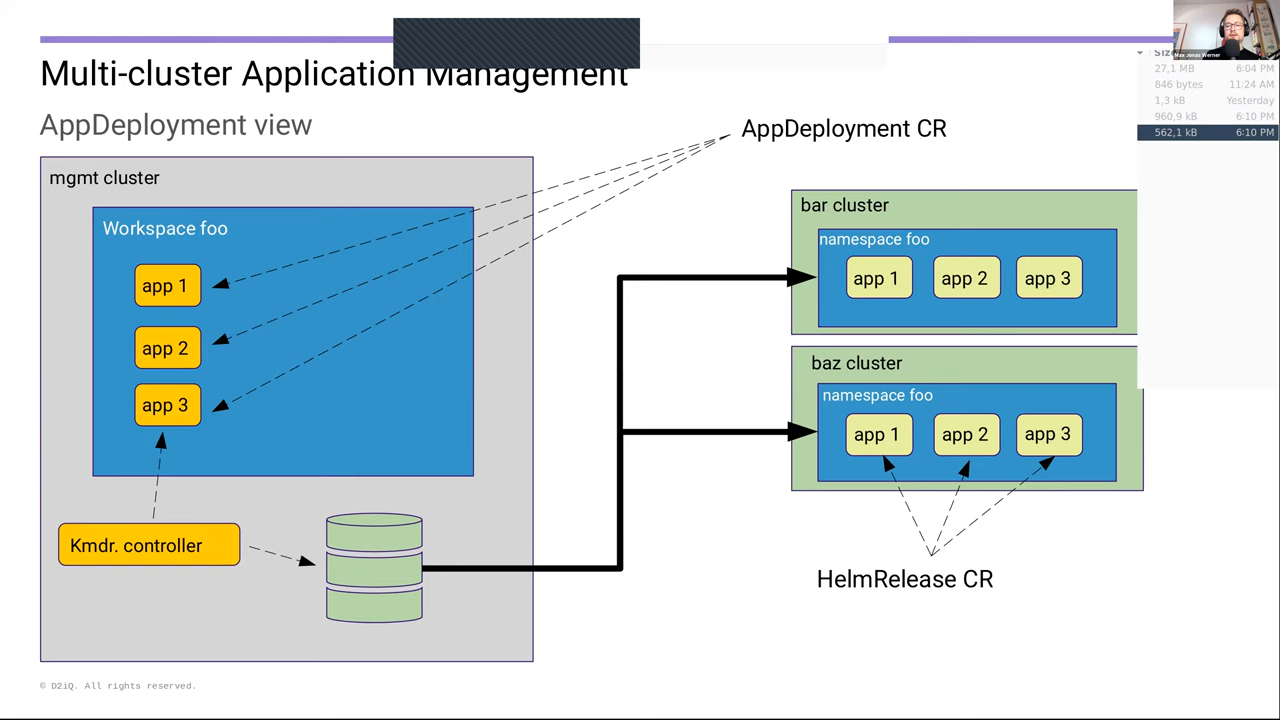 Multi-cluster Application Management
AppDeployment view
AppDeployment CR
mgmt cluster
Workspace foo
app 1
app 2
app 3
Kmdr. controller
bar cluster
namespace foo
app 1
app 2
app 3
baz cluster
namespace foo
app 1
app 2
app 3
HelmRelease CR
© D2iQ. All rights reserved.
Max Jonas Werner
27,1 MB 6:04 PM
846 bytes 11:24 AM
1,3 kB Yesterday
960,9 kB 6:10 PM
562,1 kB 6:10 PM